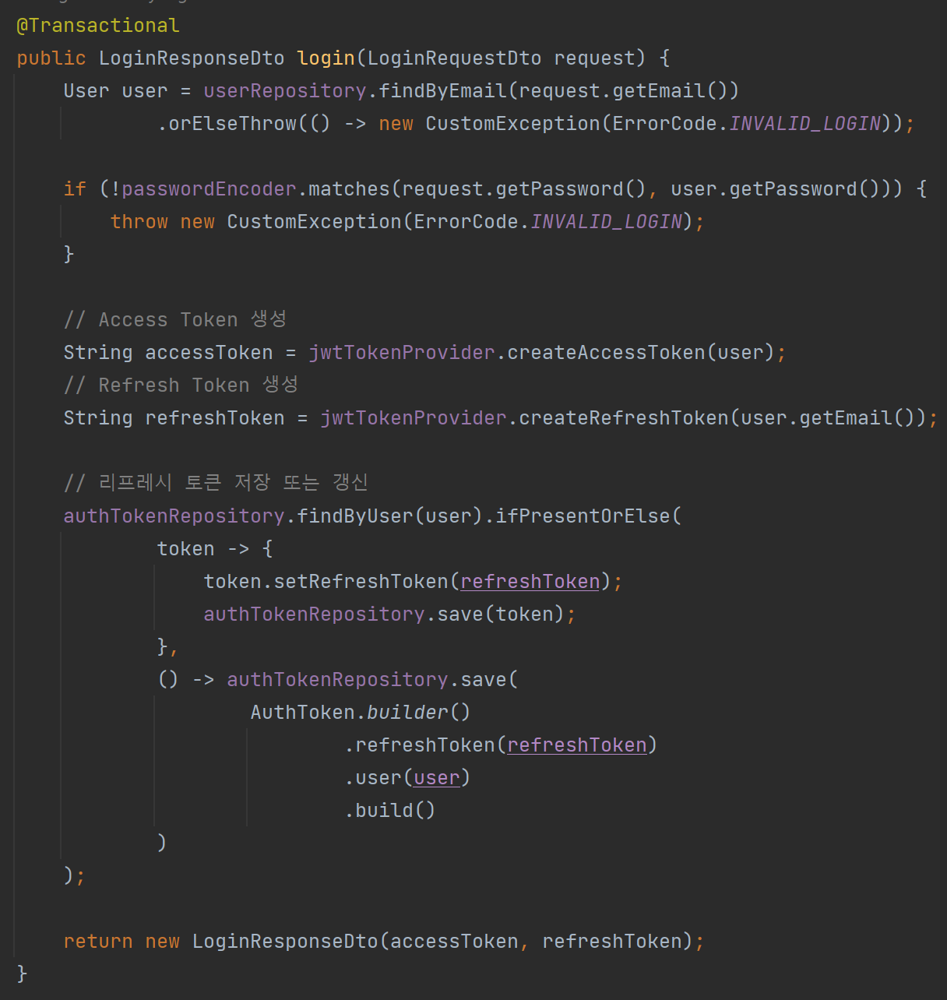 @Transactional
public LoginResponseDto login(LoginRequestDto request) {
    User user = userRepository.findByEmail(request.getEmail())
            .orElseThrow(() -> new CustomException(ErrorCode.INVALID_LOGIN));

    if (!passwordEncoder.matches(request.getPassword(), user.getPassword())) {
        throw new CustomException(ErrorCode.INVALID_LOGIN);
    }

    // Access Token 생성
    String accessToken = jwtTokenProvider.createAccessToken(user);
    // Refresh Token 생성
    String refreshToken = jwtTokenProvider.createRefreshToken(user.getEmail());

    // 리프레시 토큰 저장 또는 갱신
    authTokenRepository.findByUser(user).ifPresentOrElse(
            token -> {
                token.setRefreshToken(refreshToken);
                authTokenRepository.save(token);
            },
            () -> authTokenRepository.save(
                    AuthToken.builder()
                            .refreshToken(refreshToken)
                            .user(user)
                            .build()
            )
    );

    return new LoginResponseDto(accessToken, refreshToken);
}